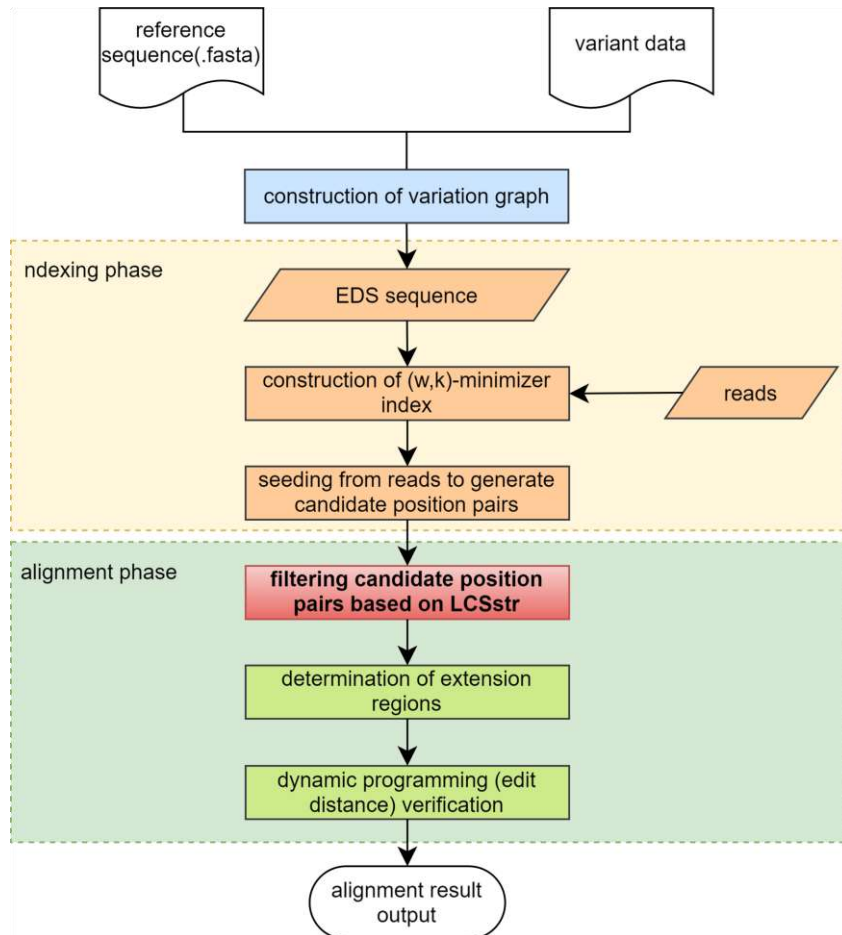 reference
sequence(.fasta)
variant data
construction of variation graph
ndexing phase
EDS sequence
construction of (w,k)-minimizer
index
reads
seeding from reads to generate
candidate position pairs
alignment phase
filtering candidate position
pairs based on LCSstr
determination of extension
regions
dynamic programming (edit
distance) verification
alignment result
output